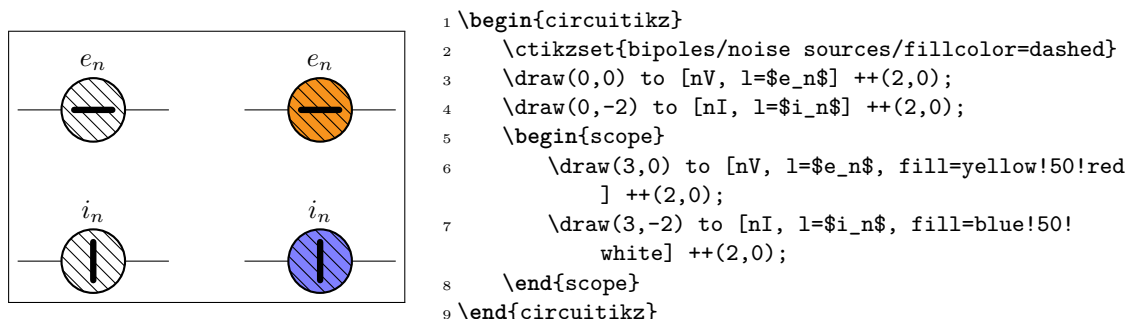 e_n e_n
i_n i_n
1 \begin{circuitikz}
2 \ctikzset{bipoles/noise sources/fillcolor=dashed}
3 \draw(0,0) to [nV, l=$e_n$] ++(2,0);
4 \draw(0,-2) to [nI, l=$i_n$] ++(2,0);
5 \begin{scope}
6 \draw(3,0) to [nV, l=$e_n$, fill=yellow!50!red
] ++(2,0);
7 \draw(3,-2) to [nI, l=$i_n$, fill=blue!50!
white] ++(2,0);
8 \end{scope}
9 \end{circuitikz}